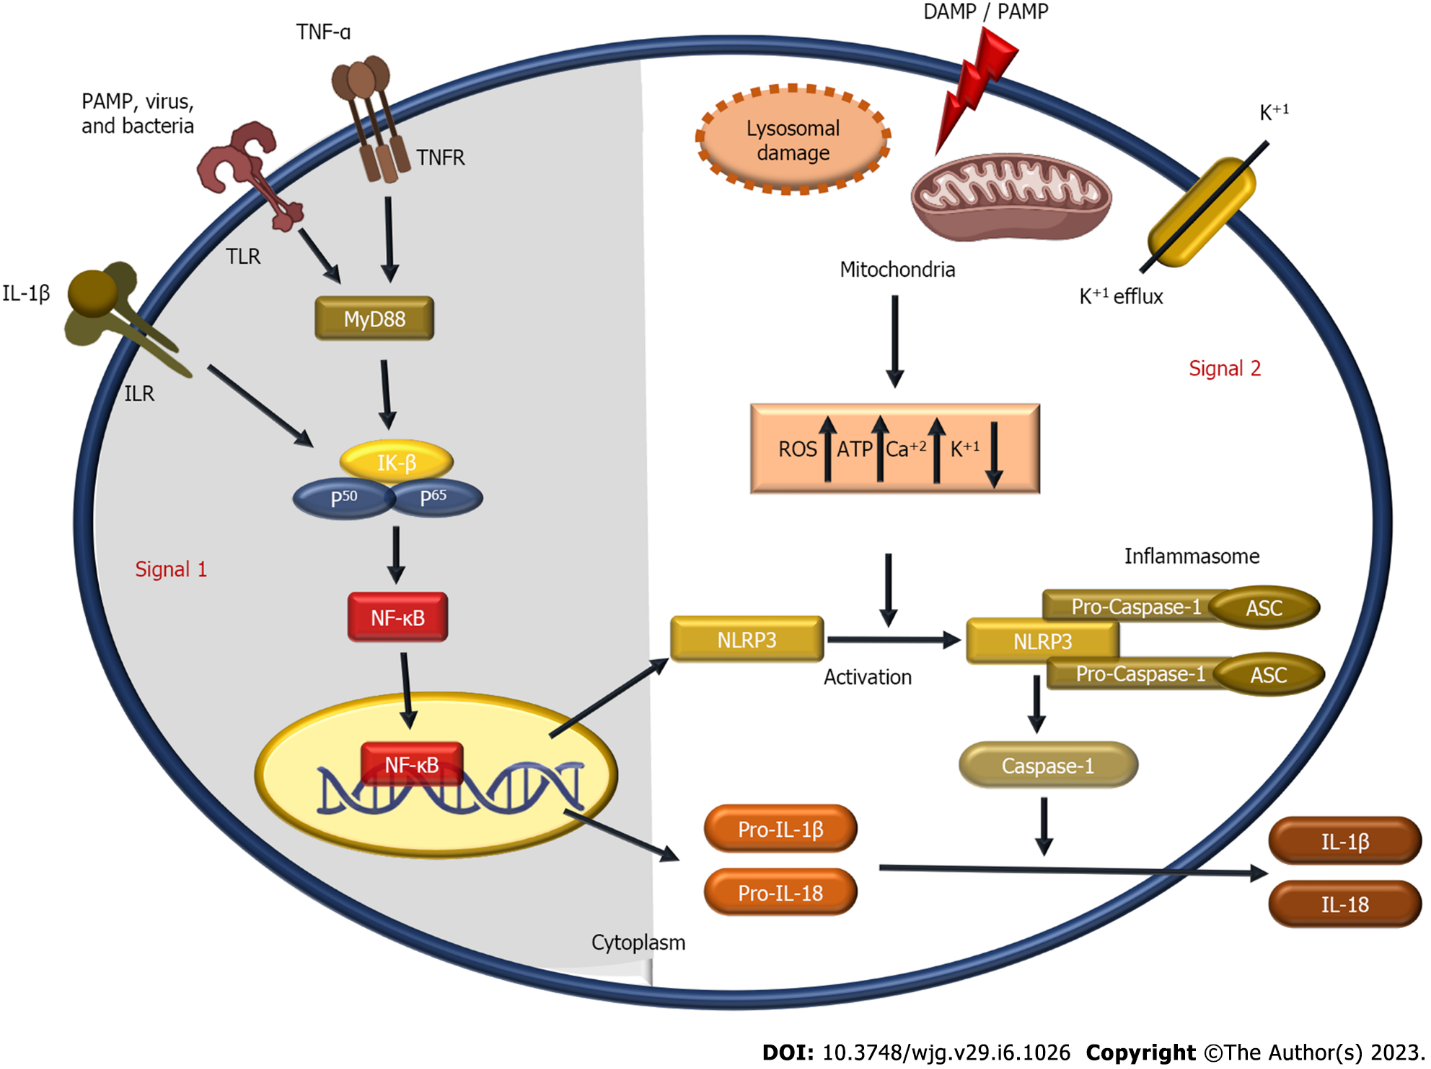 DAMP / PAMP
TNF-α
PAMP, virus,
and bacteria
TNFR
TLR
IL-1β
ILR
MyD88
IK-β
P50 P65
Signal 1
NF-κB
NF-κB
Cytoplasm
Lysosomal
damage
Mitochondria
K+1
K+1 efflux
Signal 2
ROS ATP Ca+2 K+1
Inflammasome
Pro-Caspase-1 ASC
NLRP3
NLRP3
Pro-Caspase-1 ASC
Activation
Caspase-1
Pro-IL-1β
Pro-IL-18
IL-1β
IL-18
DOI: 10.3748/wjg.v29.i6.1026 Copyright ©The Author(s) 2023.